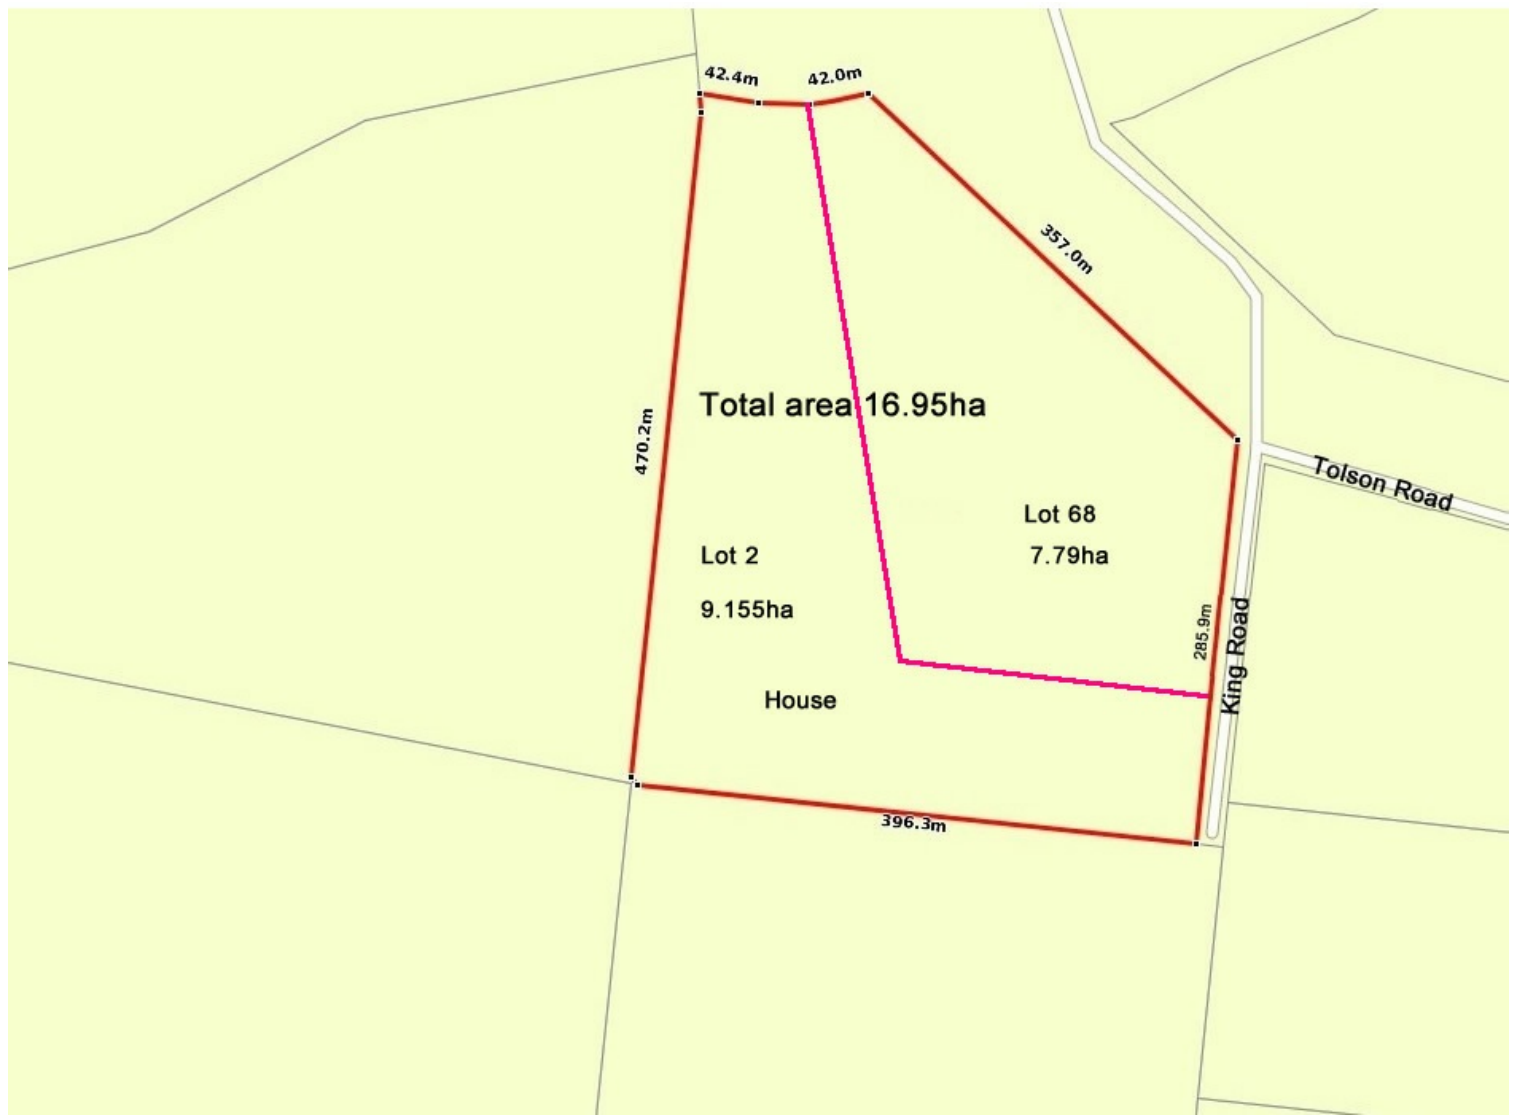 42.4m
42.0m
357.0m
Total area 16.95ha
470.2m
Tolson Road
Lot 68
7.79ha
Lot 2
9.155ha
285.9m
King Road
House
396.3m